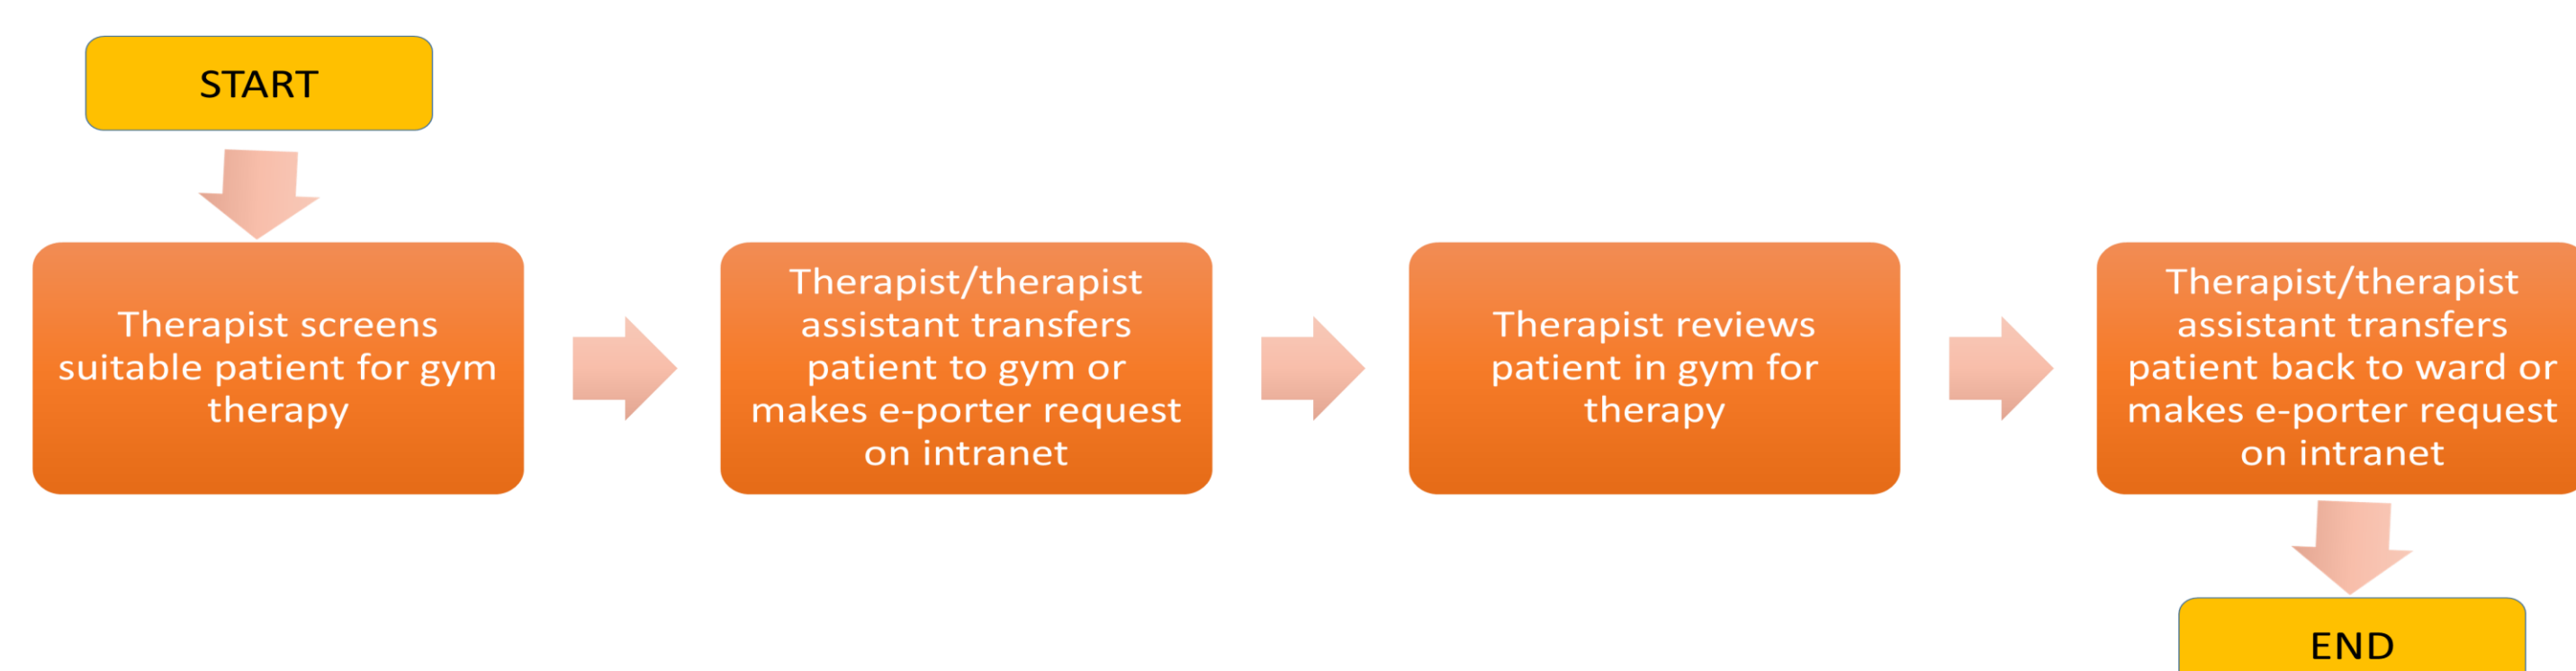 START
Therapist screens
suitable patient for gym
therapy
Therapist/therapist
assistant transfers
patient to gym or
makes e-porter request
on intranet
Therapist reviews
patient in gym for
therapy
Therapist/therapist
assistant transfers
patient back to ward or
makes e-porter request
on intranet
END